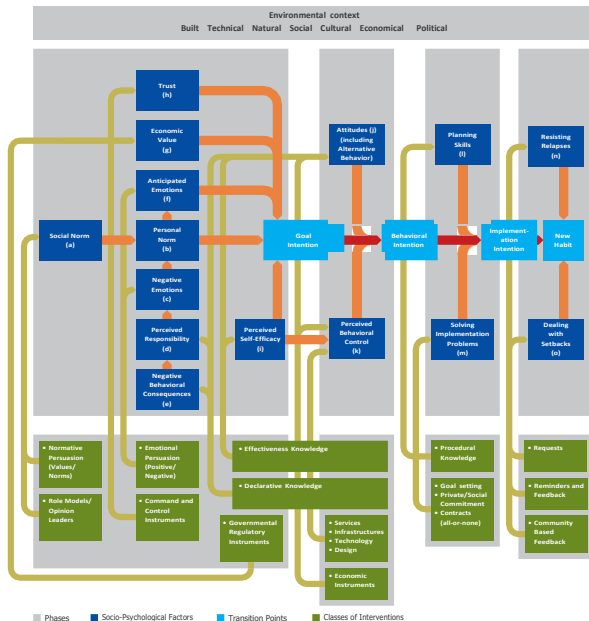 Environmental context
Built Technical Natural Social Cultural Economical Political
Trust
(h)
Economic
Value
(g)
Anticipated
Emotions
(f)
Social Norm
(a)
Personal
Norm
(b)
Negative
Emotions
(c)
Perceived
Responsibility
(d)
Negative Behavioral
Consequences
(e)
Goal
Intention
Perceived
Self-Efficacy
(i)
Attitudes (j)
(including
Alternative
Behavior)
Perceived
Behavioral
Control
(k)
Behavioral
Intention
Planning
Skills
(l)
Solving
Implementation
Problems
(m)
Implement-
ation
Intention
Resisting
Relapses
(n)
New
Habit
Dealing
with
Setbacks
(o)
• Normative
Persuasion
(Values/
Norms)
• Role Models/
Opinion
Leaders
• Emotional
Persuasion
(Positive/
Negative)
• Command and
Control
Instruments
• Effectiveness Knowledge
• Declarative Knowledge
• Governmental
Regulatory
Instruments
• Services
• Infrastructures
• Technology
• Design
• Economic
Instruments
• Procedural
Knowledge
• Goal setting
• Private/Social
Commitment
• Contracts
(all-or-none)
• Requests
• Reminders and
Feedback
• Community
Based
Feedback
Phases
Socio-Psychological Factors
Transition Points
Classes of Interventions